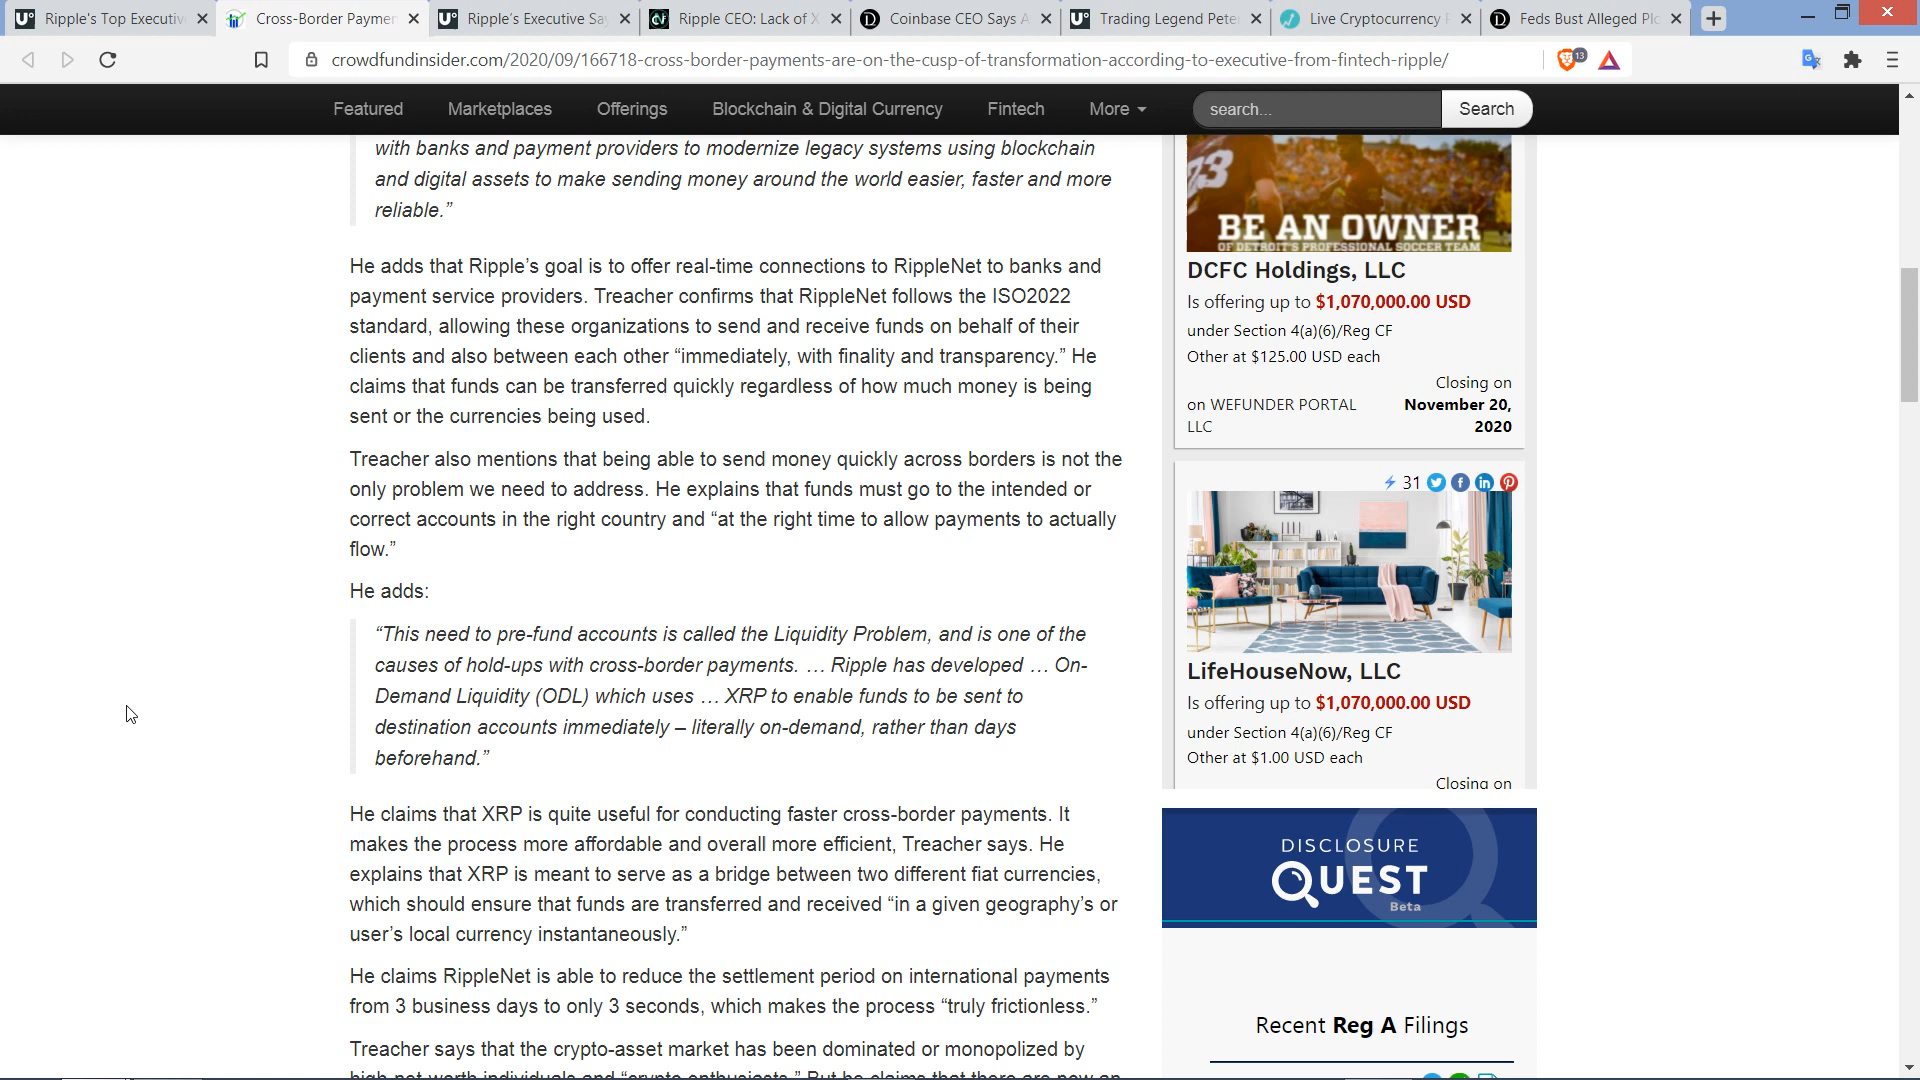 Ripple's Top Executiv
Cross-Border Paymen
Ripple's Executive Sa
Ripple CEO: Lack of X
Coinbase CEO Says A
Trading Legend Pete
Live Cryptocurrency P
Feds Bust Alleged Plo
crowdfundinsider.com/2020/09/166718-cross-border-payments-are-on-the-cusp-of-transformation-according-to-executive-from-fintech-ripple/
13
Featured Marketplaces Offerings Blockchain & Digital Currency Fintech More search... Search
with banks and payment providers to modernize legacy systems using blockchain
and digital assets to make sending money around the world easier, faster and more
reliable.”
He adds that Ripple’s goal is to offer real-time connections to RippleNet to banks and
payment service providers. Treacher confirms that RippleNet follows the ISO2022
standard, allowing these organizations to send and receive funds on behalf of their
clients and also between each other “immediately, with finality and transparency.” He
claims that funds can be transferred quickly regardless of how much money is being
sent or the currencies being used.
Treacher also mentions that being able to send money quickly across borders is not the
only problem we need to address. He explains that funds must go to the intended or
correct accounts in the right country and “at the right time to allow payments to actually
flow.”
He adds:
“This need to pre-fund accounts is called the Liquidity Problem, and is one of the
causes of hold-ups with cross-border payments. … Ripple has developed … On-
Demand Liquidity (ODL) which uses … XRP to enable funds to be sent to
destination accounts immediately – literally on-demand, rather than days
beforehand.”
He claims that XRP is quite useful for conducting faster cross-border payments. It
makes the process more affordable and overall more efficient, Treacher says. He
explains that XRP is meant to serve as a bridge between two different fiat currencies,
which should ensure that funds are transferred and received “in a given geography’s or
user’s local currency instantaneously.”
He claims RippleNet is able to reduce the settlement period on international payments
from 3 business days to only 3 seconds, which makes the process “truly frictionless.”
Treacher says that the crypto-asset market has been dominated or monopolized by
high-net-worth individuals and “crypto enthusiasts.” But he claims that there are now an
73
BE AN OWNER
OF DETROIT'S PROFESSIONAL SOCCER TEAM
DCFC Holdings, LLC
Is offering up to $1,070,000.00 USD
under Section 4(a)(6)/Reg CF
Other at $125.00 USD each
Closing on
on WEFUNDER PORTAL November 20,
LLC 2020
31
LifeHouseNow, LLC
Is offering up to $1,070,000.00 USD
under Section 4(a)(6)/Reg CF
Other at $1.00 USD each
Closing on
DISCLOSURE
QUEST
Beta
Recent Reg A Filings